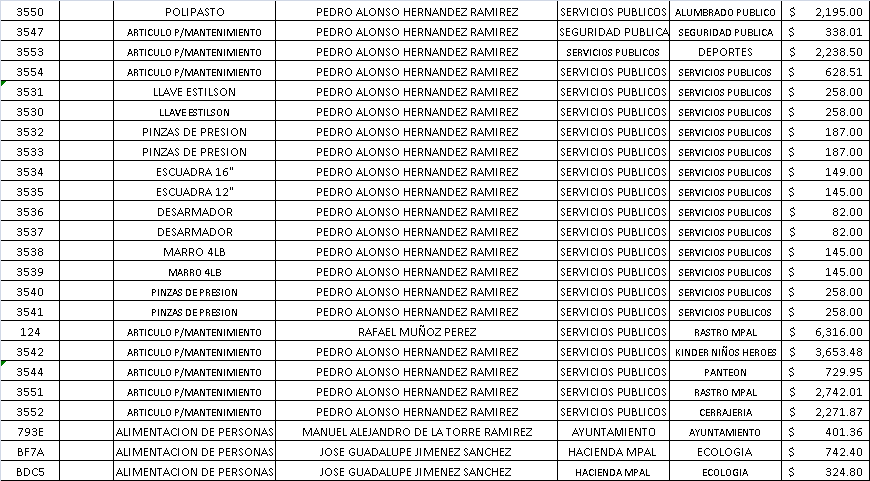 3550 POLIPASTO PEDRO ALONSO HERNANDEZ RAMIREZ SERVICIOS PUBLICOS ALUMBRADO PUBLICO $ 2,195.00
3547 ARTICULO P/MANTENIMIENTO PEDRO ALONSO HERNANDEZ RAMIREZ SEGURIDAD PUBLICA SEGURIDAD PUBLICA $ 338.01
3553 ARTICULO P/MANTENIMIENTO PEDRO ALONSO HERNANDEZ RAMIREZ SERVICIOS PUBLICOS DEPORTES $ 2,238.50
3554 ARTICULO P/MANTENIMIENTO PEDRO ALONSO HERNANDEZ RAMIREZ SERVICIOS PUBLICOS SERVICIOS PUBLICOS $ 628.51
3531 LLAVE ESTILSON PEDRO ALONSO HERNANDEZ RAMIREZ SERVICIOS PUBLICOS SERVICIOS PUBLICOS $ 258.00
3530 LLAVE ESTILSON PEDRO ALONSO HERNANDEZ RAMIREZ SERVICIOS PUBLICOS SERVICIOS PUBLICOS $ 258.00
3532 PINZAS DE PRESION PEDRO ALONSO HERNANDEZ RAMIREZ SERVICIOS PUBLICOS SERVICIOS PUBLICOS $ 187.00
3533 PINZAS DE PRESION PEDRO ALONSO HERNANDEZ RAMIREZ SERVICIOS PUBLICOS SERVICIOS PUBLICOS $ 187.00
3534 ESCUADRA 16" PEDRO ALONSO HERNANDEZ RAMIREZ SERVICIOS PUBLICOS SERVICIOS PUBLICOS $ 149.00
3535 ESCUADRA 12" PEDRO ALONSO HERNANDEZ RAMIREZ SERVICIOS PUBLICOS SERVICIOS PUBLICOS $ 145.00
3536 DESARMADOR PEDRO ALONSO HERNANDEZ RAMIREZ SERVICIOS PUBLICOS SERVICIOS PUBLICOS $ 82.00
3537 DESARMADOR PEDRO ALONSO HERNANDEZ RAMIREZ SERVICIOS PUBLICOS SERVICIOS PUBLICOS $ 82.00
3538 MARRO 4LB PEDRO ALONSO HERNANDEZ RAMIREZ SERVICIOS PUBLICOS SERVICIOS PUBLICOS $ 145.00
3539 MARRO 4LB PEDRO ALONSO HERNANDEZ RAMIREZ SERVICIOS PUBLICOS SERVICIOS PUBLICOS $ 145.00
3540 PINZAS DE PRESION PEDRO ALONSO HERNANDEZ RAMIREZ SERVICIOS PUBLICOS SERVICIOS PUBLICOS $ 258.00
3541 PINZAS DE PRESION PEDRO ALONSO HERNANDEZ RAMIREZ SERVICIOS PUBLICOS SERVICIOS PUBLICOS $ 258.00
124 ARTICULO P/MANTENIMIENTO RAFAEL MUÑOZ PEREZ SERVICIOS PUBLICOS RASTRO MPAL $ 6,316.00
3542 ARTICULO P/MANTENIMIENTO PEDRO ALONSO HERNANDEZ RAMIREZ SERVICIOS PUBLICOS KINDER NIÑOS HEROES $ 3,653.48
3544 ARTICULO P/MANTENIMIENTO PEDRO ALONSO HERNANDEZ RAMIREZ SERVICIOS PUBLICOS PANTEON $ 729.95
3551 ARTICULO P/MANTENIMIENTO PEDRO ALONSO HERNANDEZ RAMIREZ SERVICIOS PUBLICOS RASTRO MPAL $ 2,742.01
3552 ARTICULO P/MANTENIMIENTO PEDRO ALONSO HERNANDEZ RAMIREZ SERVICIOS PUBLICOS CERRAJERIA $ 2,271.87
793E ALIMENTACION DE PERSONAS MANUEL ALEJANDRO DE LA TORRE RAMIREZ AYUNTAMIENTO AYUNTAMIENTO $ 401.36
BF7A ALIMENTACION DE PERSONAS JOSE GUADALUPE JIMENEZ SANCHEZ HACIENDA MPAL ECOLOGIA $ 742.40
BDC5 ALIMENTACION DE PERSONAS JOSE GUADALUPE JIMENEZ SANCHEZ HACIENDA MPAL ECOLOGIA $ 324.80